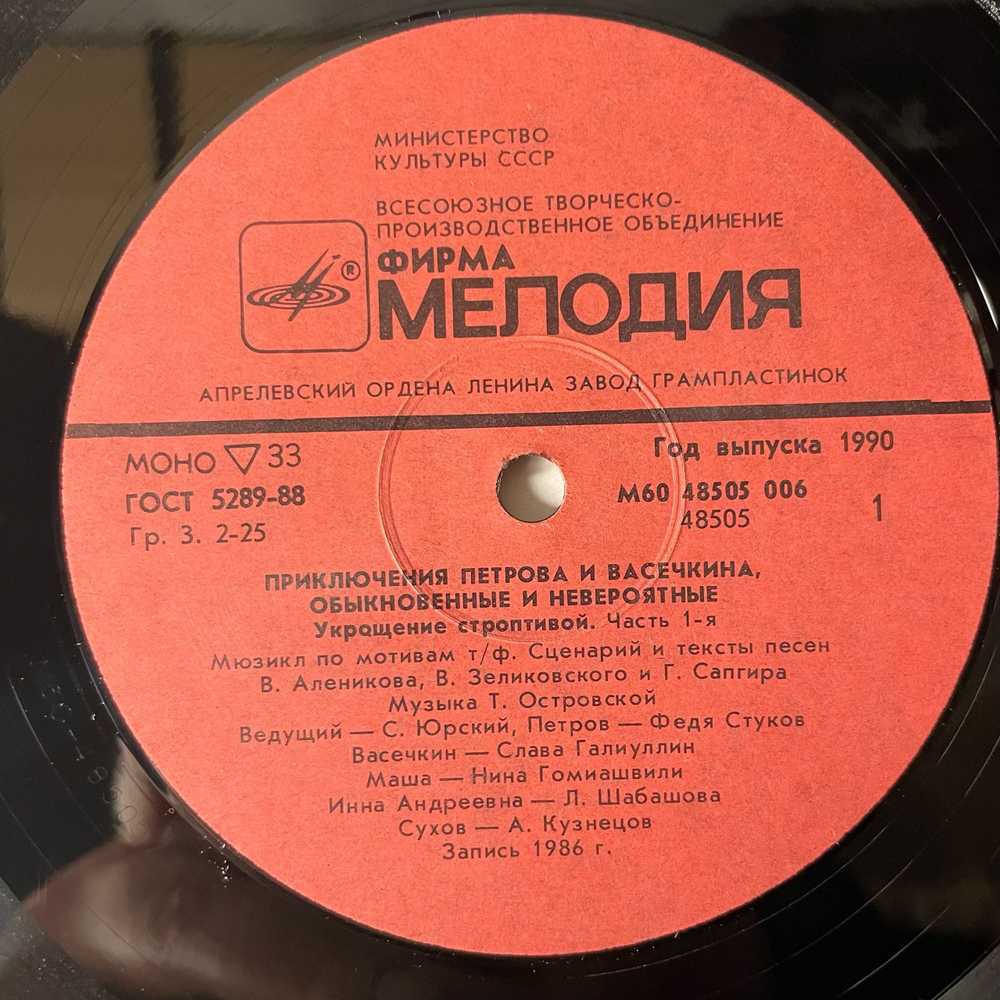 МИНИСТЕРСТВО
КУЛЬТУРЫ СССР
ВСЕСОЮЗНОЕ ТВОРЧЕСКО-
ПРОИЗВОДСТВЕННОЕ ОБЪЕДИНЕНИЕ
ФИРМА
®
МЕЛОДИЯ
АПРЕЛЕВСКИЙ ОРДЕНА ЛЕНИНА ЗАВОД ГРАМПЛАСТИНОК
МОНО ▽ 33
ГОСТ 5289-88
Гр. 3. 2-25
Год выпуска 1990
М60 48505 006
48505
1
ПРИКЛЮЧЕНИЯ ПЕТРОВА И ВАСЕЧКИНА,
ОБЫКНОВЕННЫЕ И НЕВЕРОЯТНЫЕ
Укрощение строптивой. Часть 1-я
Мюзикл по мотивам т/ф. Сценарий и тексты песен
В. Аленикова, В. Зеликовского и Г. Сапгира
Музыка Т. Островской
Ведущий — С. Юрский, Петров — Федя Стуков
Васечкин — Слава Галиуллин
Маша — Нина Гомиашвили
Инна Андреевна — Л. Шабашова
Сухов — А. Кузнецов
Запись 1986 г.